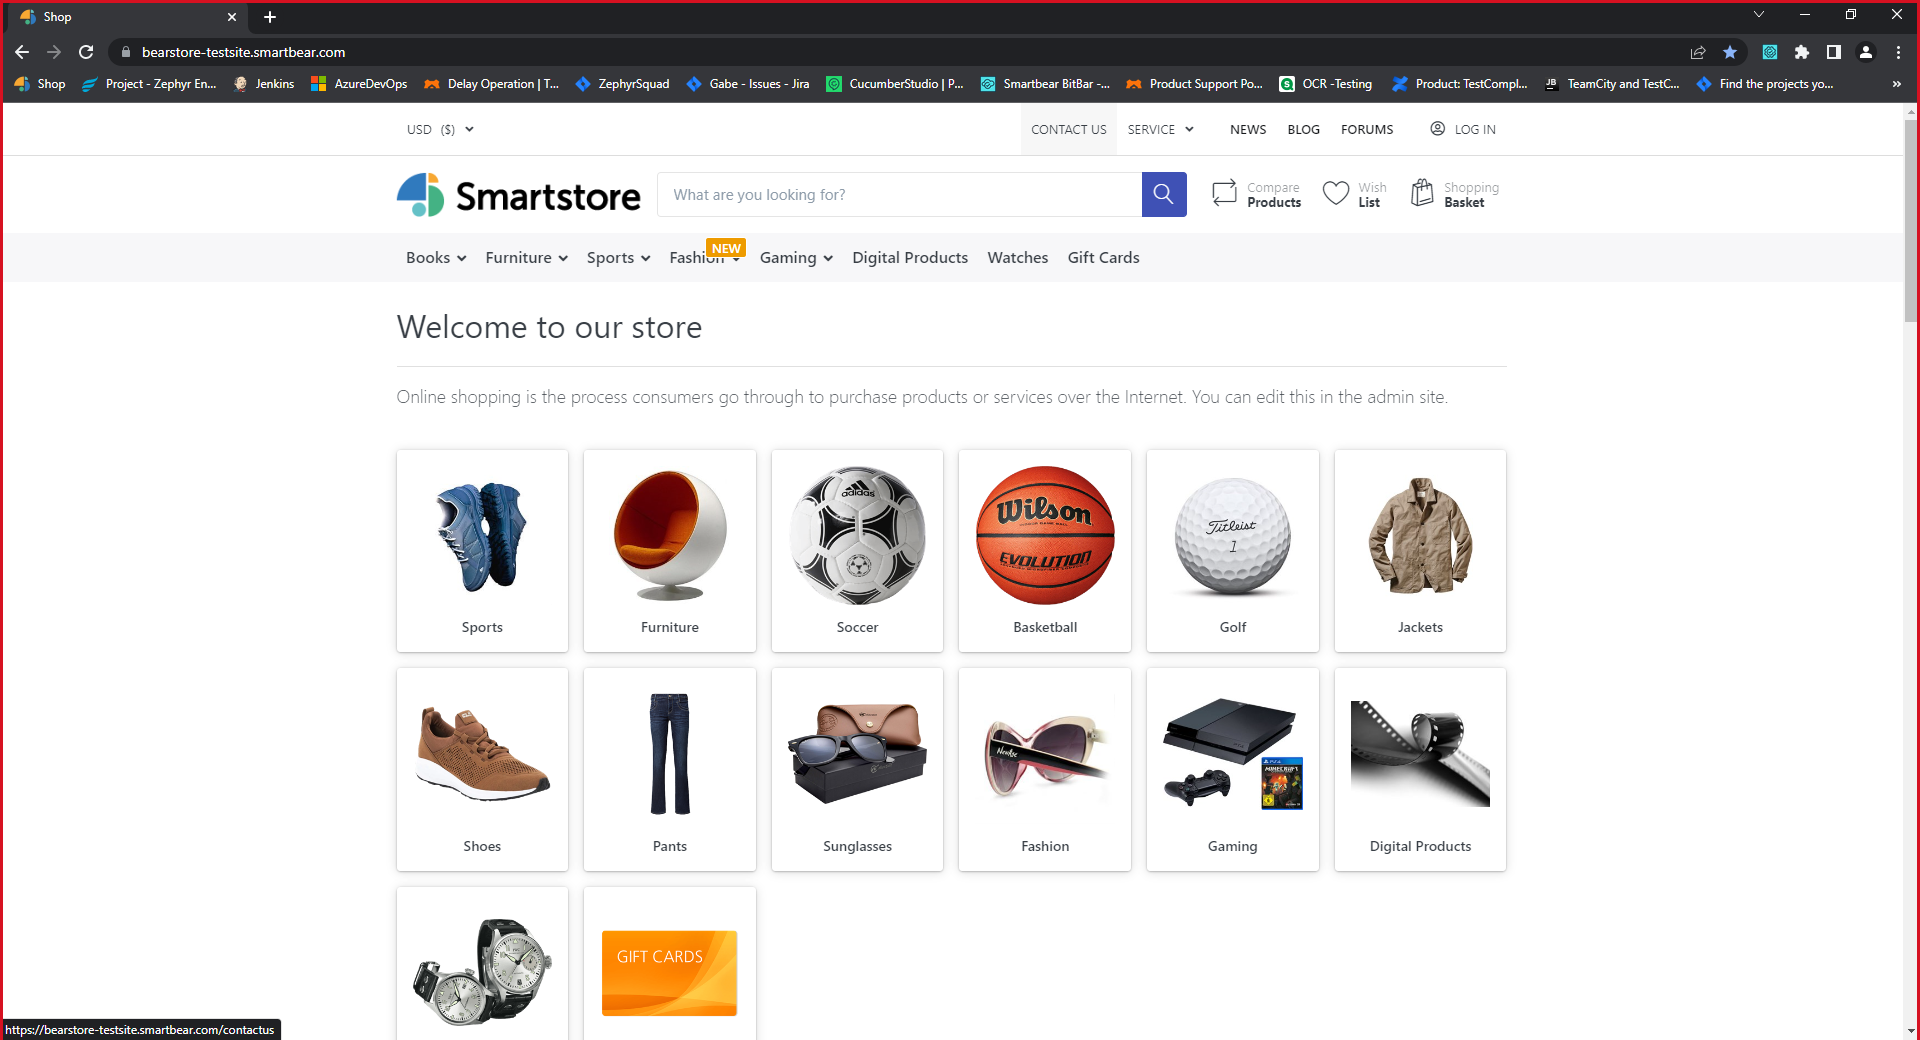 Shop
bearstore-testsite.smartbear.com
Shop
Project - Zephyr En...
Jenkins
AzureDevOps
Delay Operation | T...
ZephyrSquad
Gabe - Issues - Jira
CucumberStudio | P...
Smartbear BitBar -...
Product Support Po...
OCR -Testing
Product: TestCompl...
TeamCity and TestC...
Find the projects yo...
USD ($)
CONTACT US
SERVICE
NEWS
BLOG
FORUMS
LOG IN
Smartstore
What are you looking for?
Compare
Products
Wish
List
Shopping
Basket
Books
Furniture
Sports
Fashion
NEW
Gaming
Digital Products
Watches
Gift Cards
Welcome to our store
Online shopping is the process consumers go through to purchase products or services over the Internet. You can edit this in the admin site.
adidas
Wilson
EVOLUTION
Titleist
1
Sports
Furniture
Soccer
Basketball
Golf
Jackets
MINECRAFT
Shoes
Pants
Sunglasses
Fashion
Gaming
Digital Products
GIFT CARDS
https://bearstore-testsite.smartbear.com/contactus